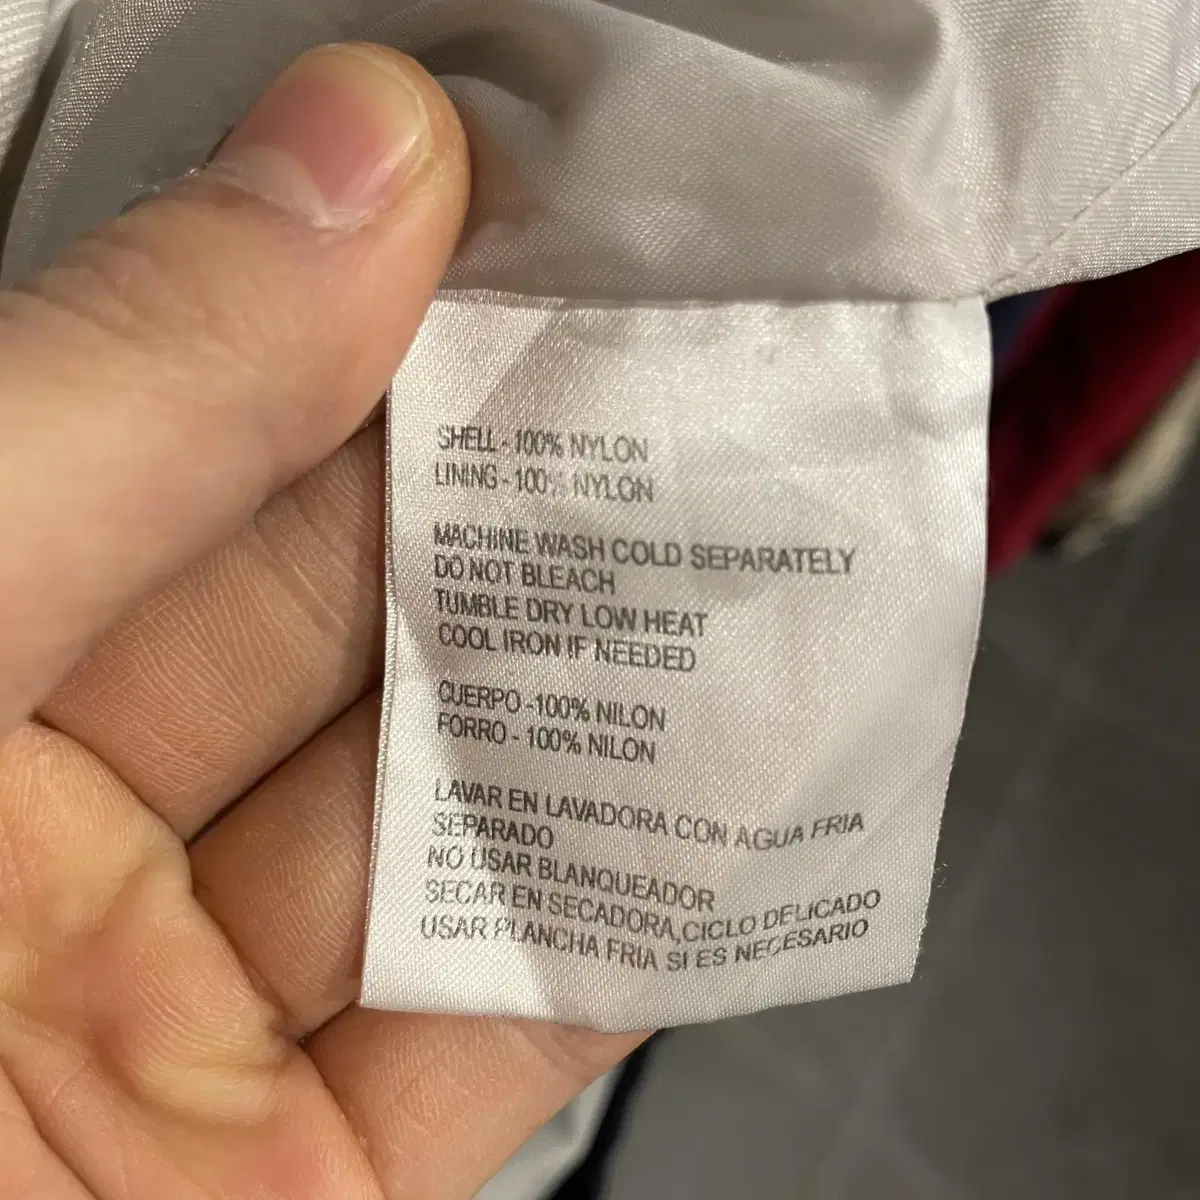 SHELL - 100% NYLON
LINING - 100% NYLON
MACHINE WASH COLD SEPARATELY
DO NOT BLEACH
TUMBLE DRY LOW HEAT
COOL IRON IF NEEDED
CUERPO -100% NILON
FORRO - 100% NILON
LAVAR EN LAVADORA CON AGUA FRIA
SEPARADO
NO USAR BLANQUEADOR
SECAR EN SECADORA,CICLO DELICADO
USAR PLANCHA FRIA SI ES NECESARIO